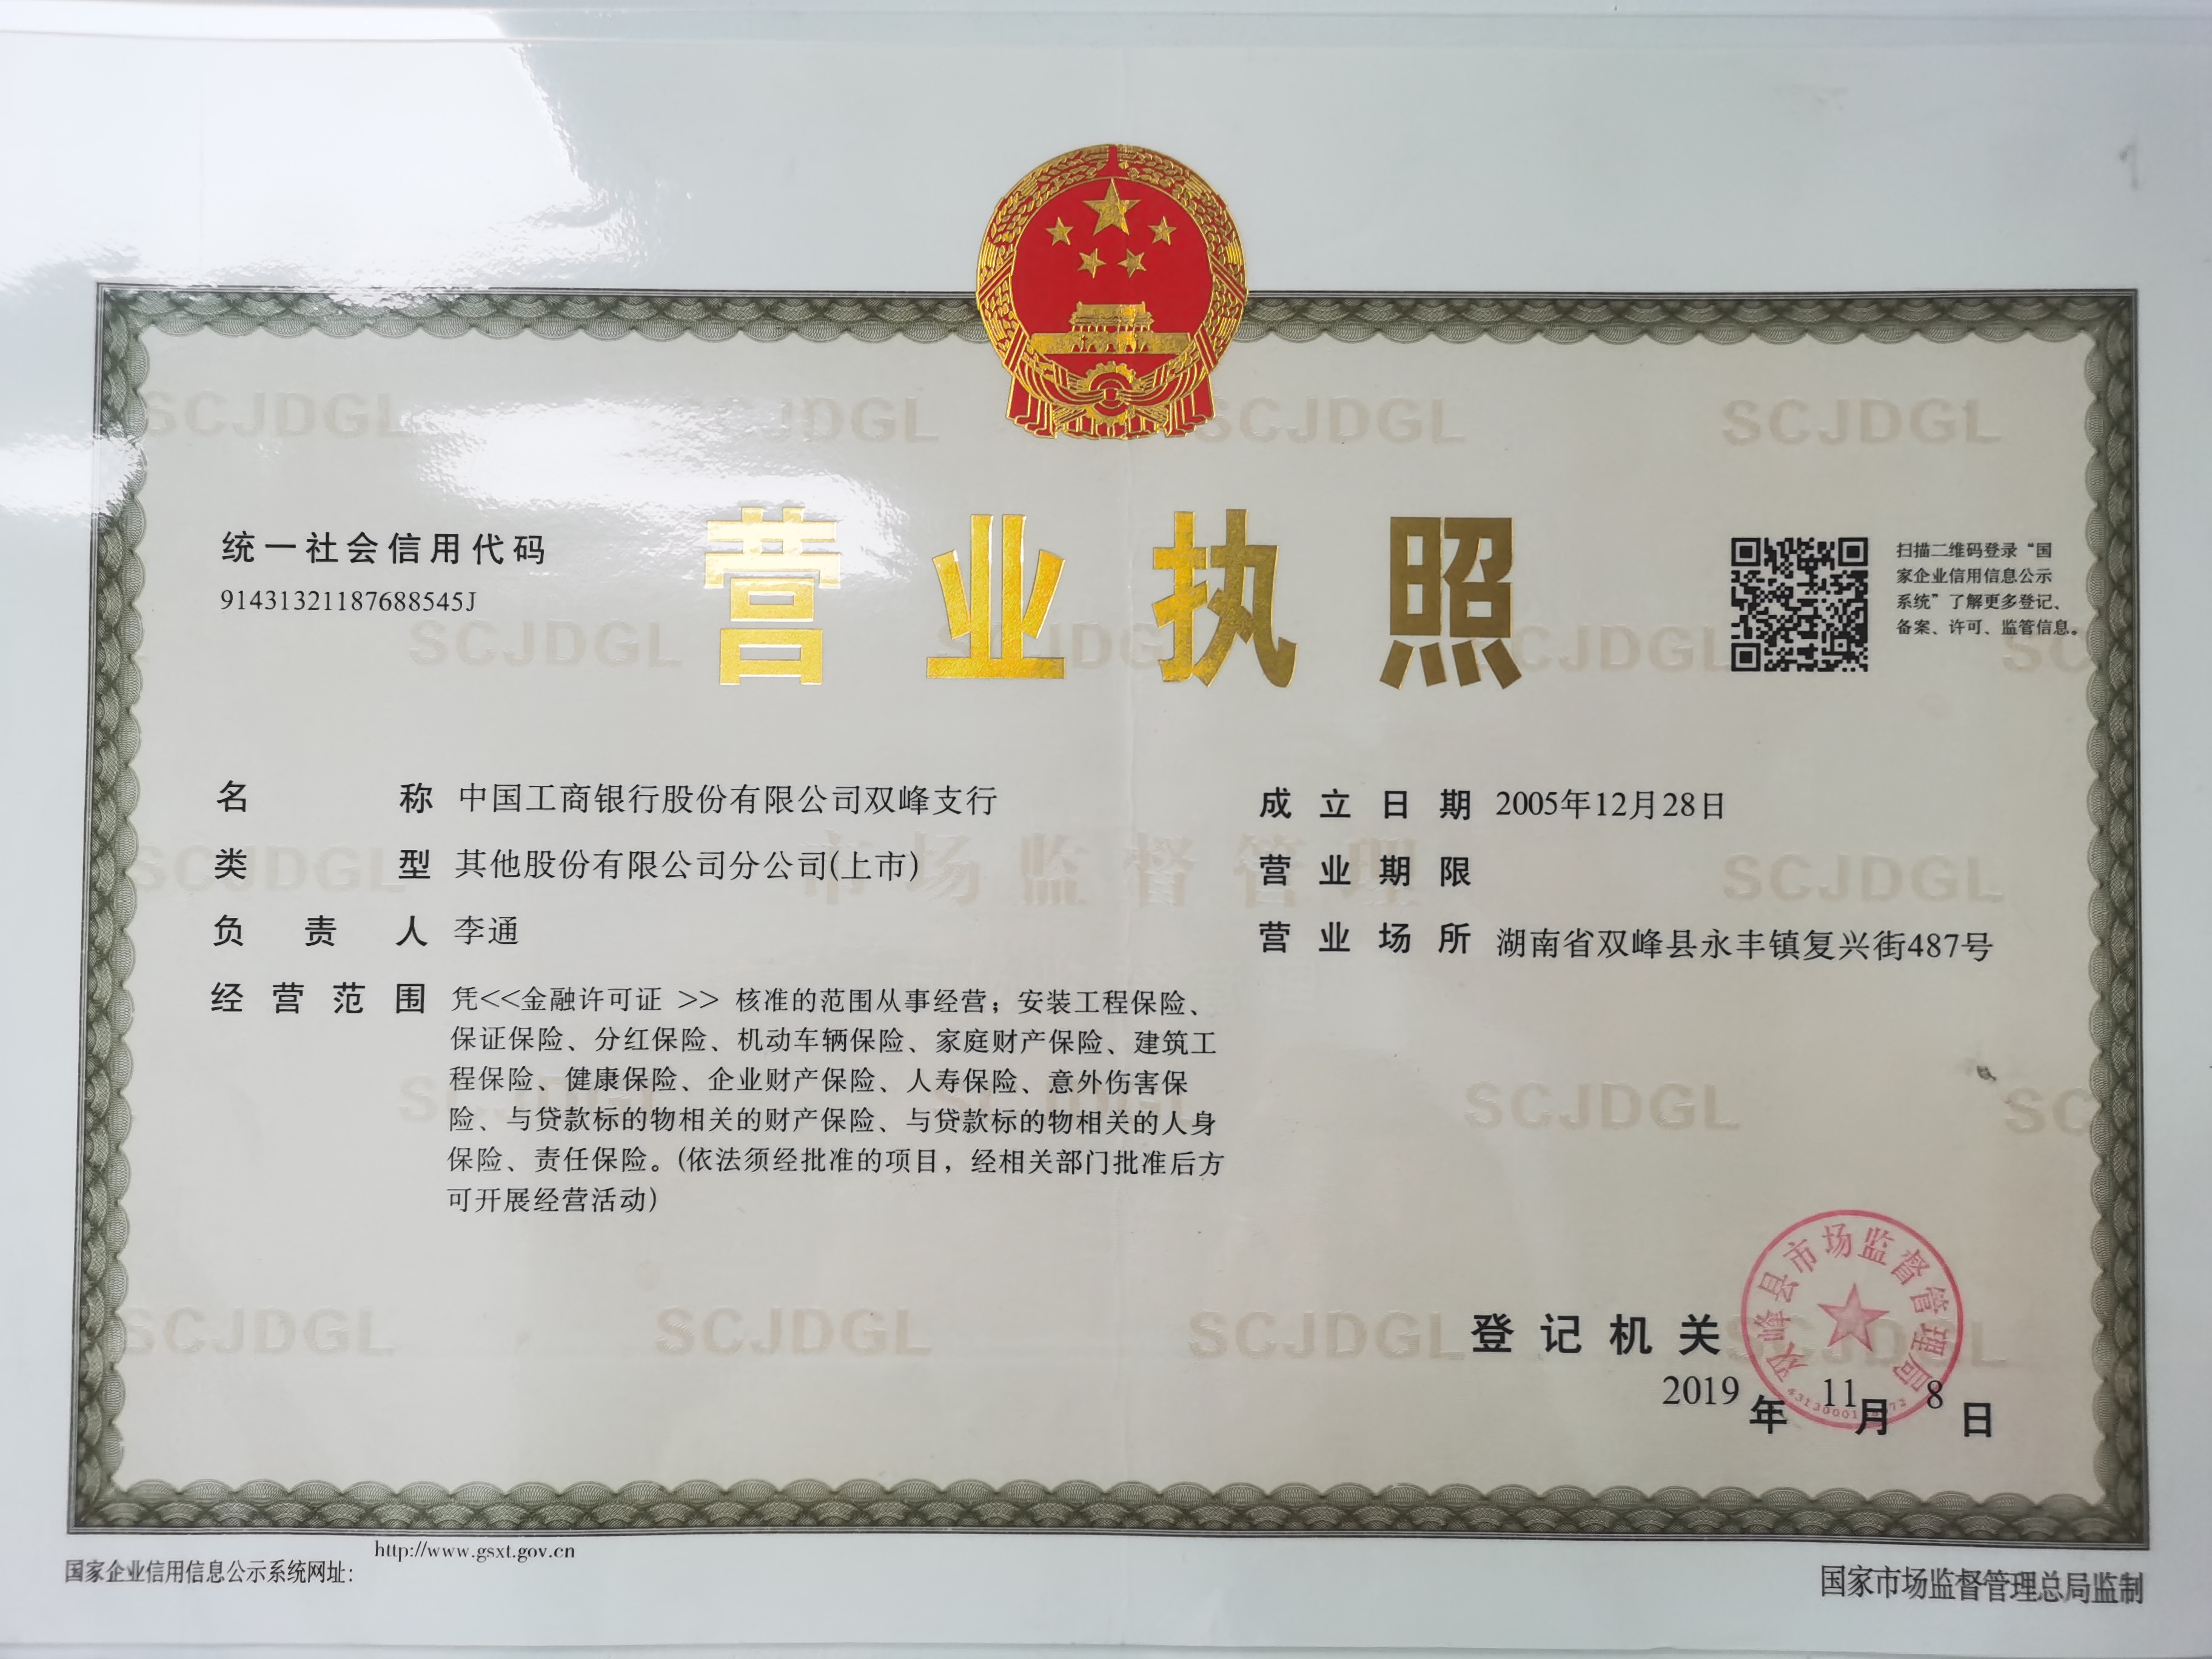 统一社会信用代码
91431321187688545J
营业执照
扫描二维码登录“国
家企业信用信息公示
系统”了解更多登记、
备案、许可、监管信息。
名称 中国工商银行股份有限公司双峰支行
类型 其他股份有限公司分公司(上市)
负责人 李通
经营范围 凭<<金融许可证 >> 核准的范围从事经营；安装工程保险、
保证保险、分红保险、机动车辆保险、家庭财产保险、建筑工
程保险、健康保险、企业财产保险、人寿保险、意外伤害保
险、与贷款标的物相关的财产保险、与贷款标的物相关的人身
保险、责任保险。(依法须经批准的项目，经相关部门批准后方
可开展经营活动)
成立日期 2005年12月28日
营业期限
营业场所 湖南省双峰县永丰镇复兴街487号
登记机关
双峰县市场监督管理局
2019年11月8日
http://www.gsxt.gov.cn
国家企业信用信息公示系统网址：
国家市场监督管理总局监制
SCJDGL
市场监督管理